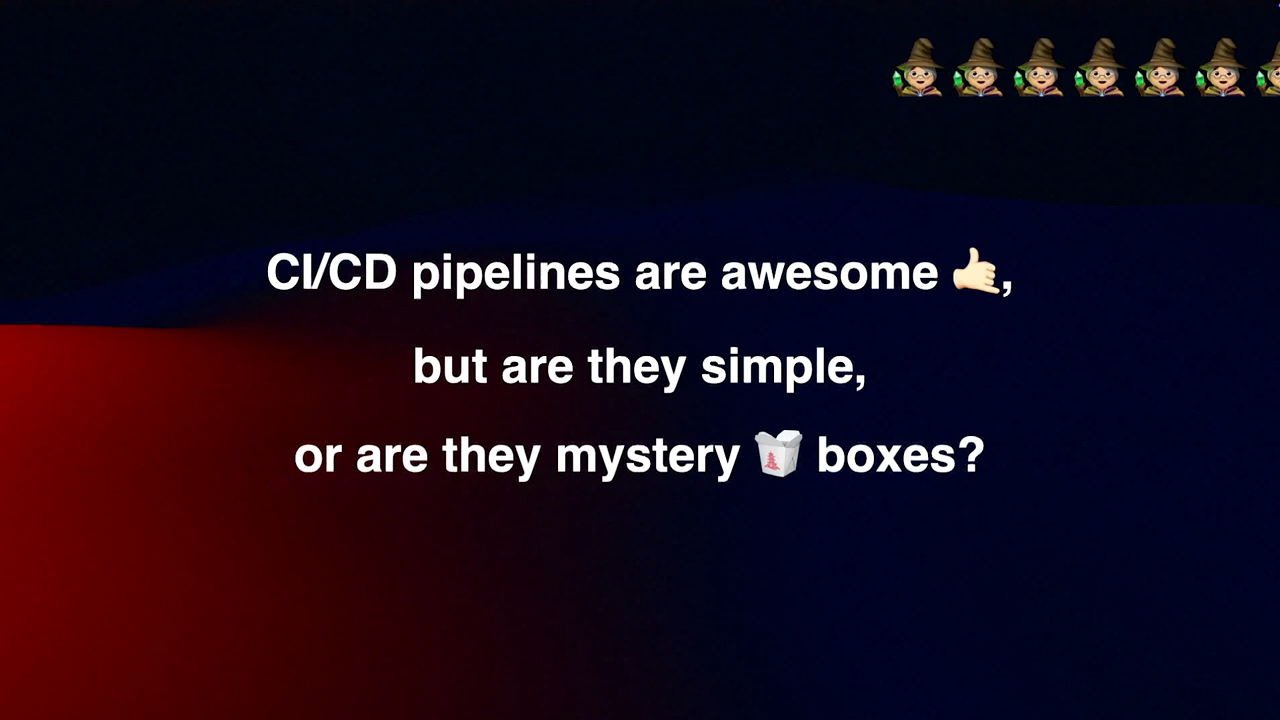 CI/CD pipelines are awesome 🤙🏻,
but are they simple,
or are they mystery 🥡 boxes?